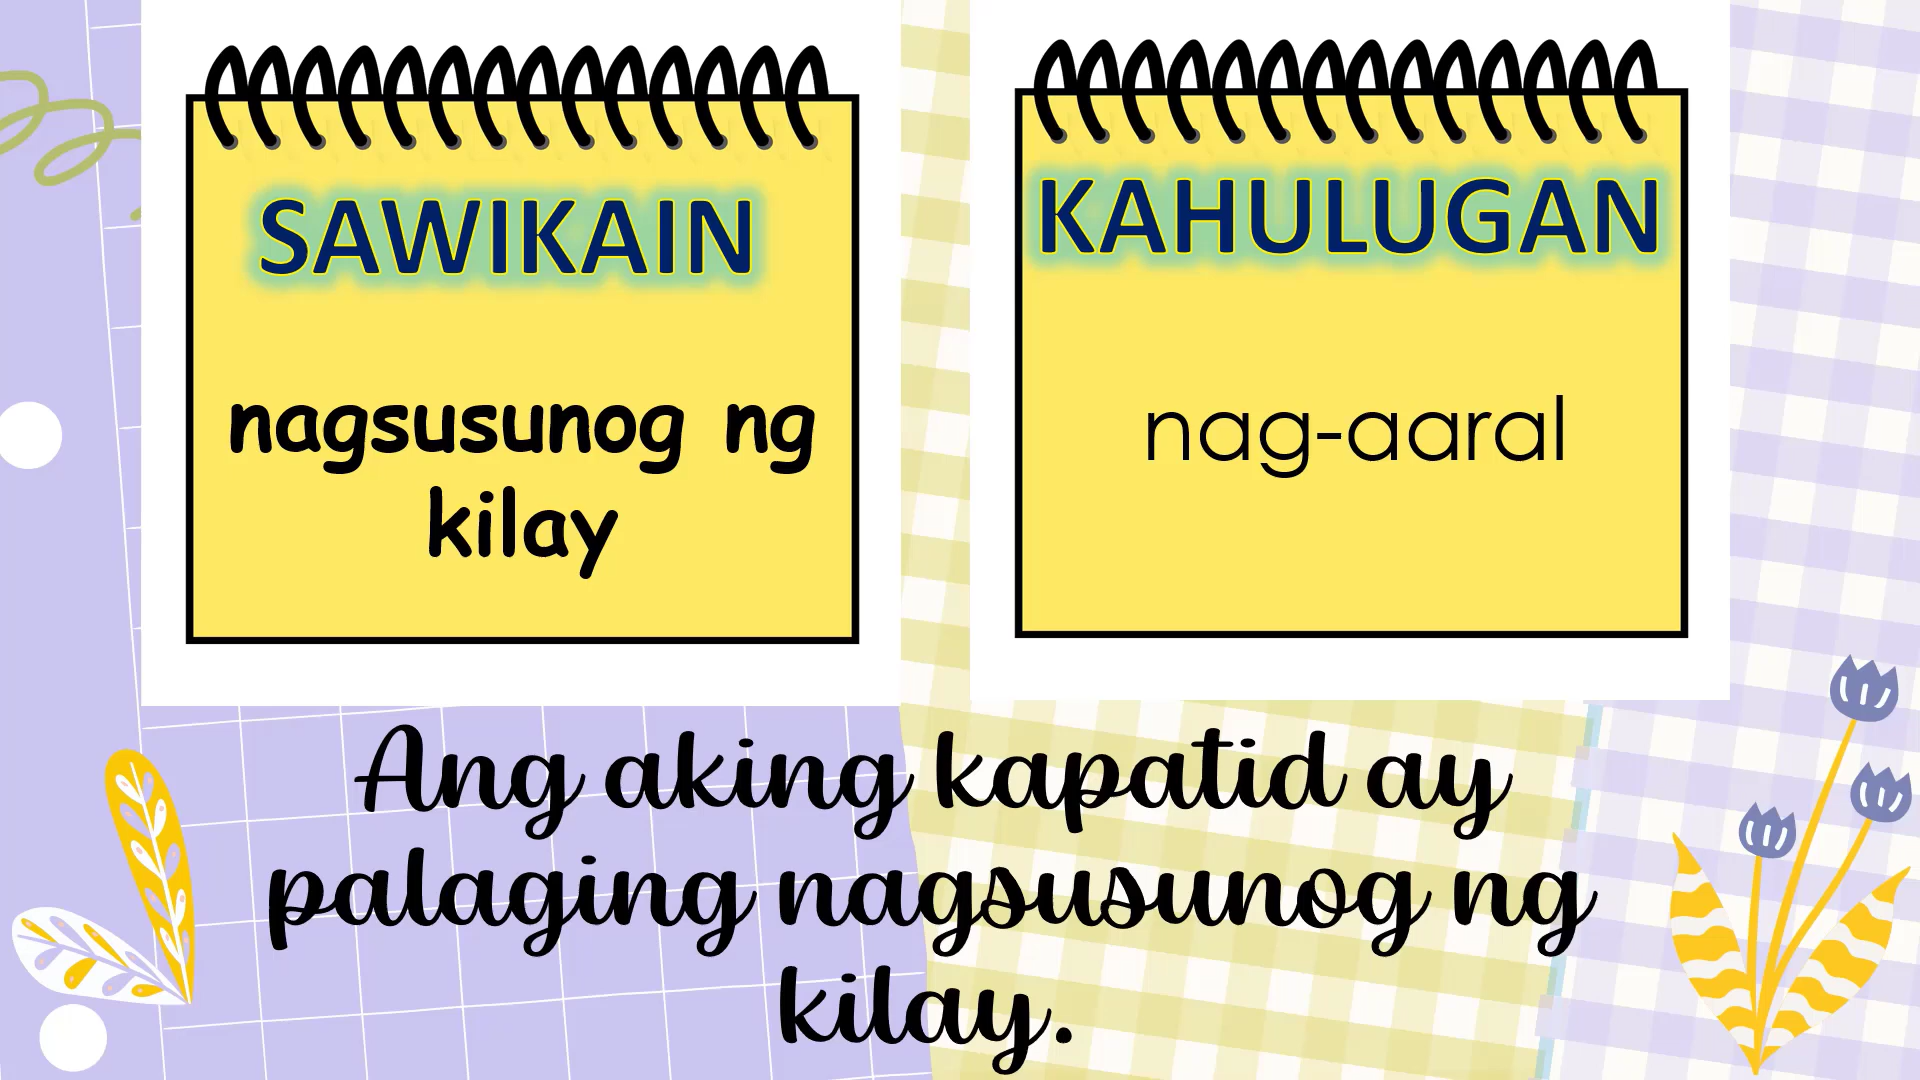 SAWIKAIN
nagsusunog ng
kilay
KAHULUGAN
nag-aaral
Ang aking kapatid ay
palaging nagsusunog ng
kilay.